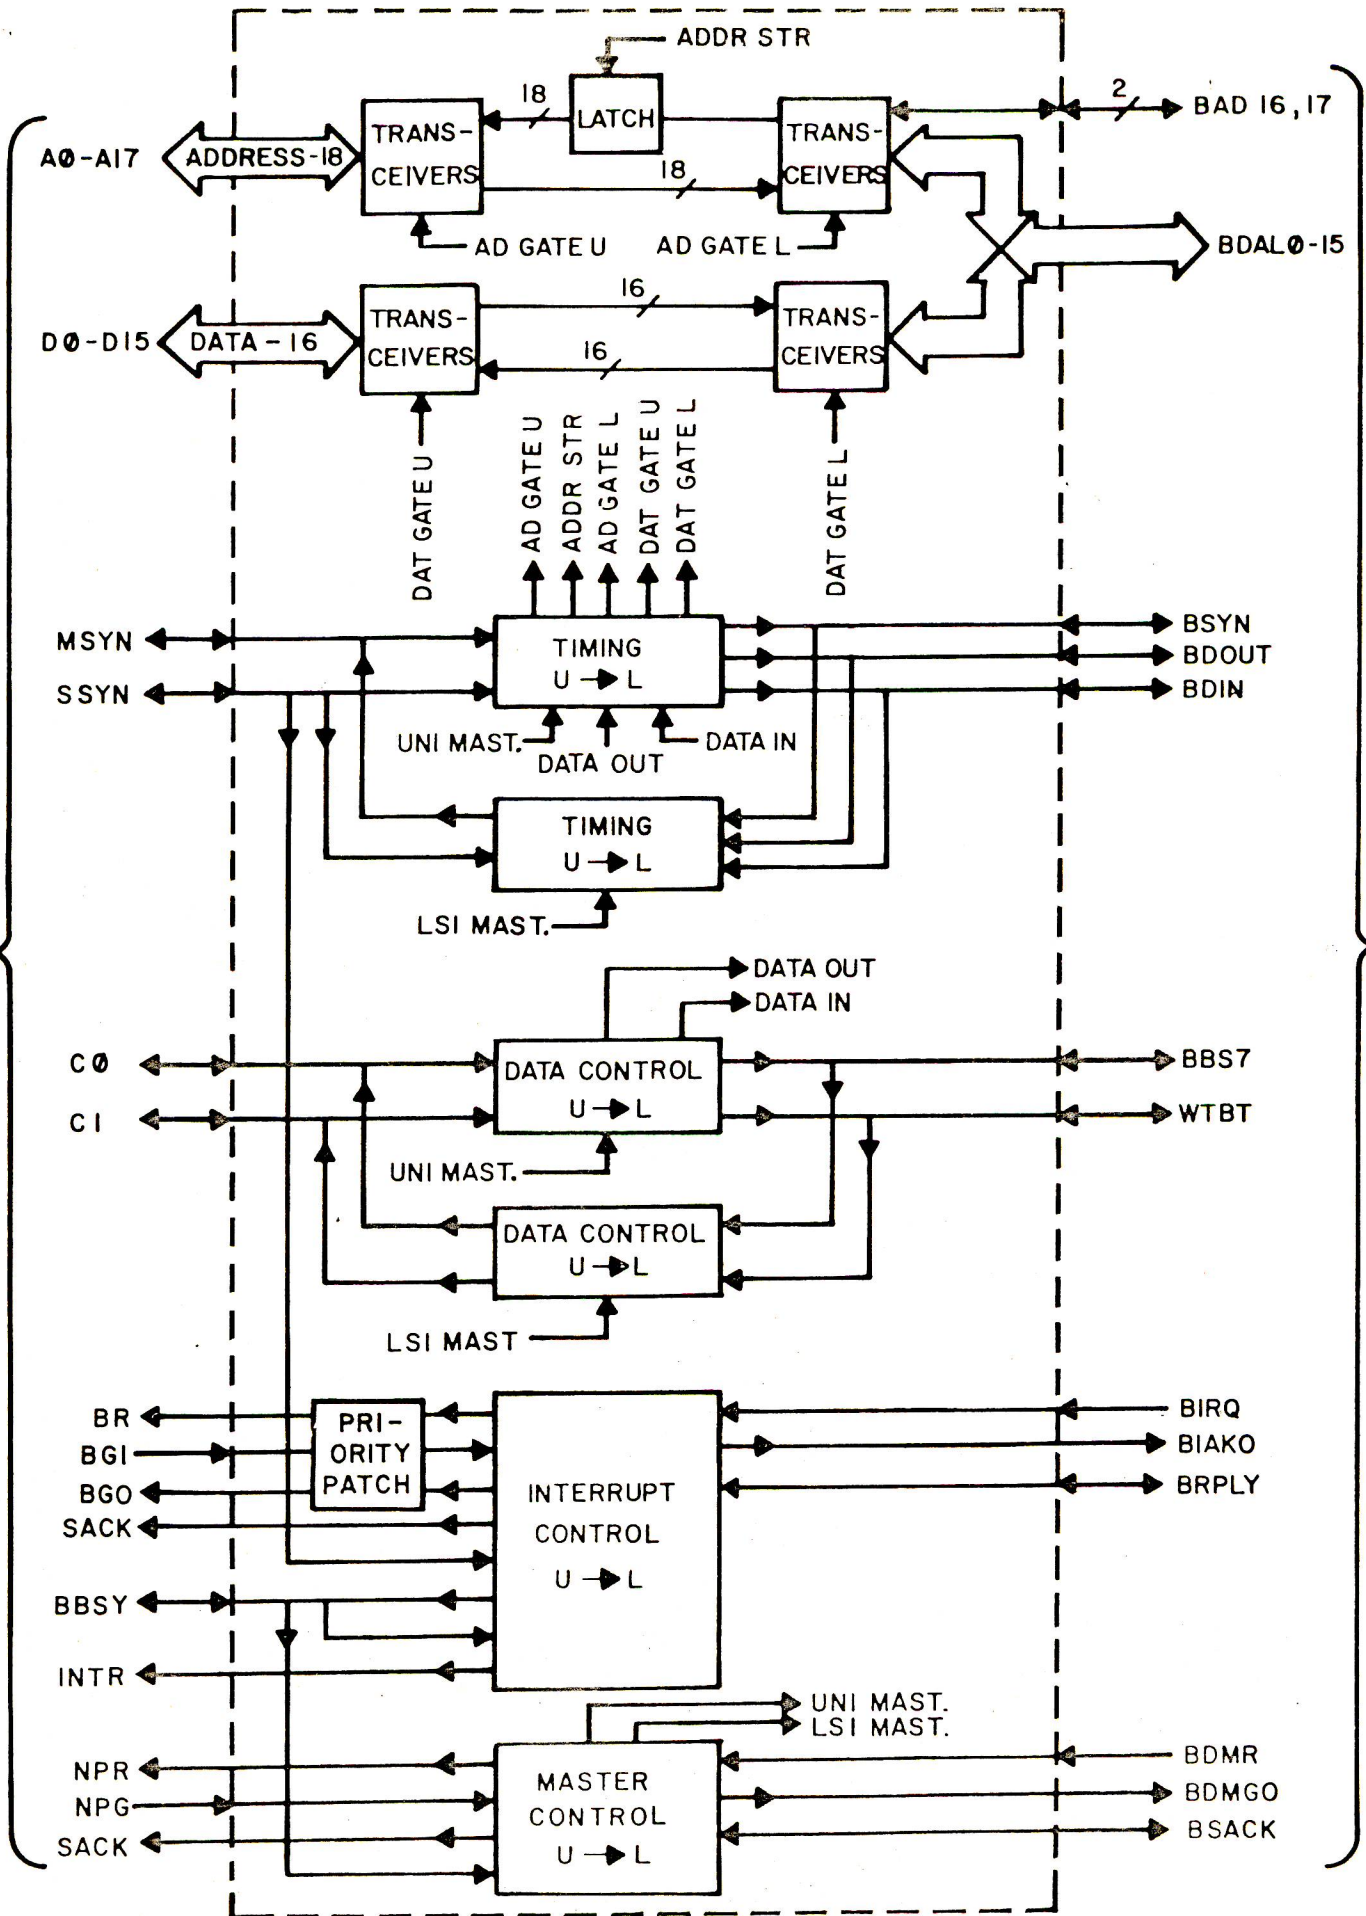 ADDR STR
18
LATCH
2
BAD 16,17
TRANS-
CEIVERS
TRANS-
CEIVERS
AØ-A17
ADDRESS-18
18
AD GATE U
AD GATE L
BDALØ-15
16
TRANS-
CEIVERS
TRANS-
CEIVERS
DØ-D15
DATA-16
16
DAT GATE U
AD GATE U
ADDR STR
AD GATE L
DAT GATE U
DAT GATE L
DAT GATE L
MSYN
SSYN
TIMING
U → L
BSYN
BDOUT
BDIN
UNI MAST.
DATA OUT
DATA IN
TIMING
U → L
LSI MAST.
DATA OUT
DATA IN
CØ
C1
DATA CONTROL
U → L
BBS7
WTBT
UNI MAST.
DATA CONTROL
U → L
LSI MAST
BR
BGI
BGO
SACK
BBSY
INTR
PRI-
ORITY
PATCH
INTERRUPT
CONTROL
U → L
BIRQ
BIAKO
BRPLY
UNI MAST.
LSI MAST.
NPR
NPG
SACK
MASTER
CONTROL
U → L
BDMR
BDMGO
BSACK